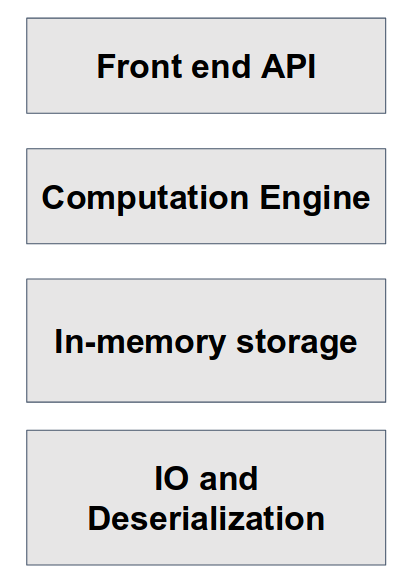 Front end API
Computation Engine
In-memory storage
IO and
Deserialization